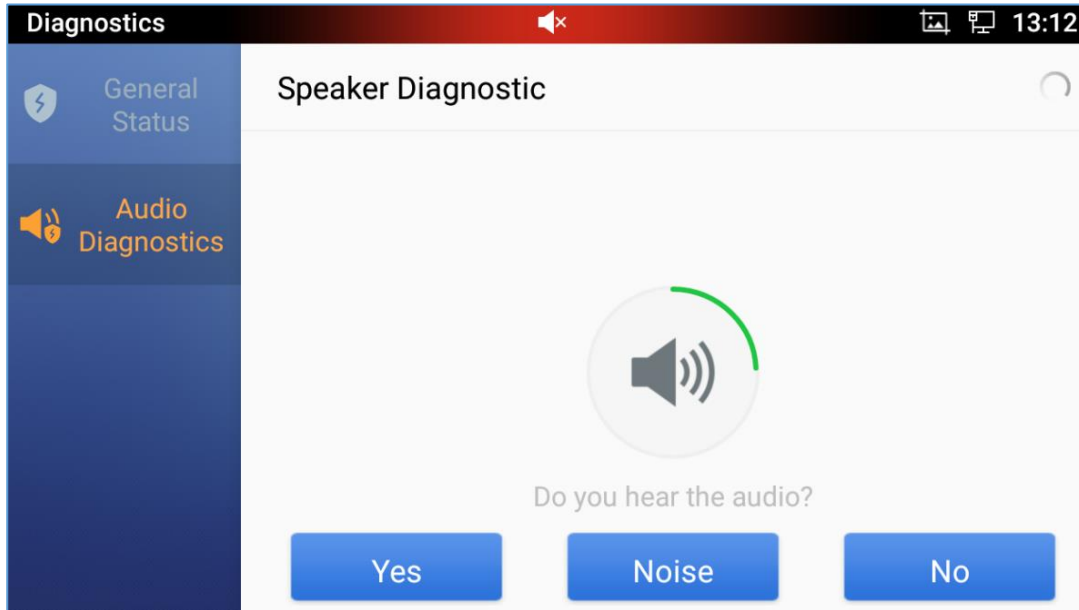 Diagnostics
13:12
General
Status
Audio
Diagnostics
Speaker Diagnostic
Do you hear the audio?
Yes
Noise
No